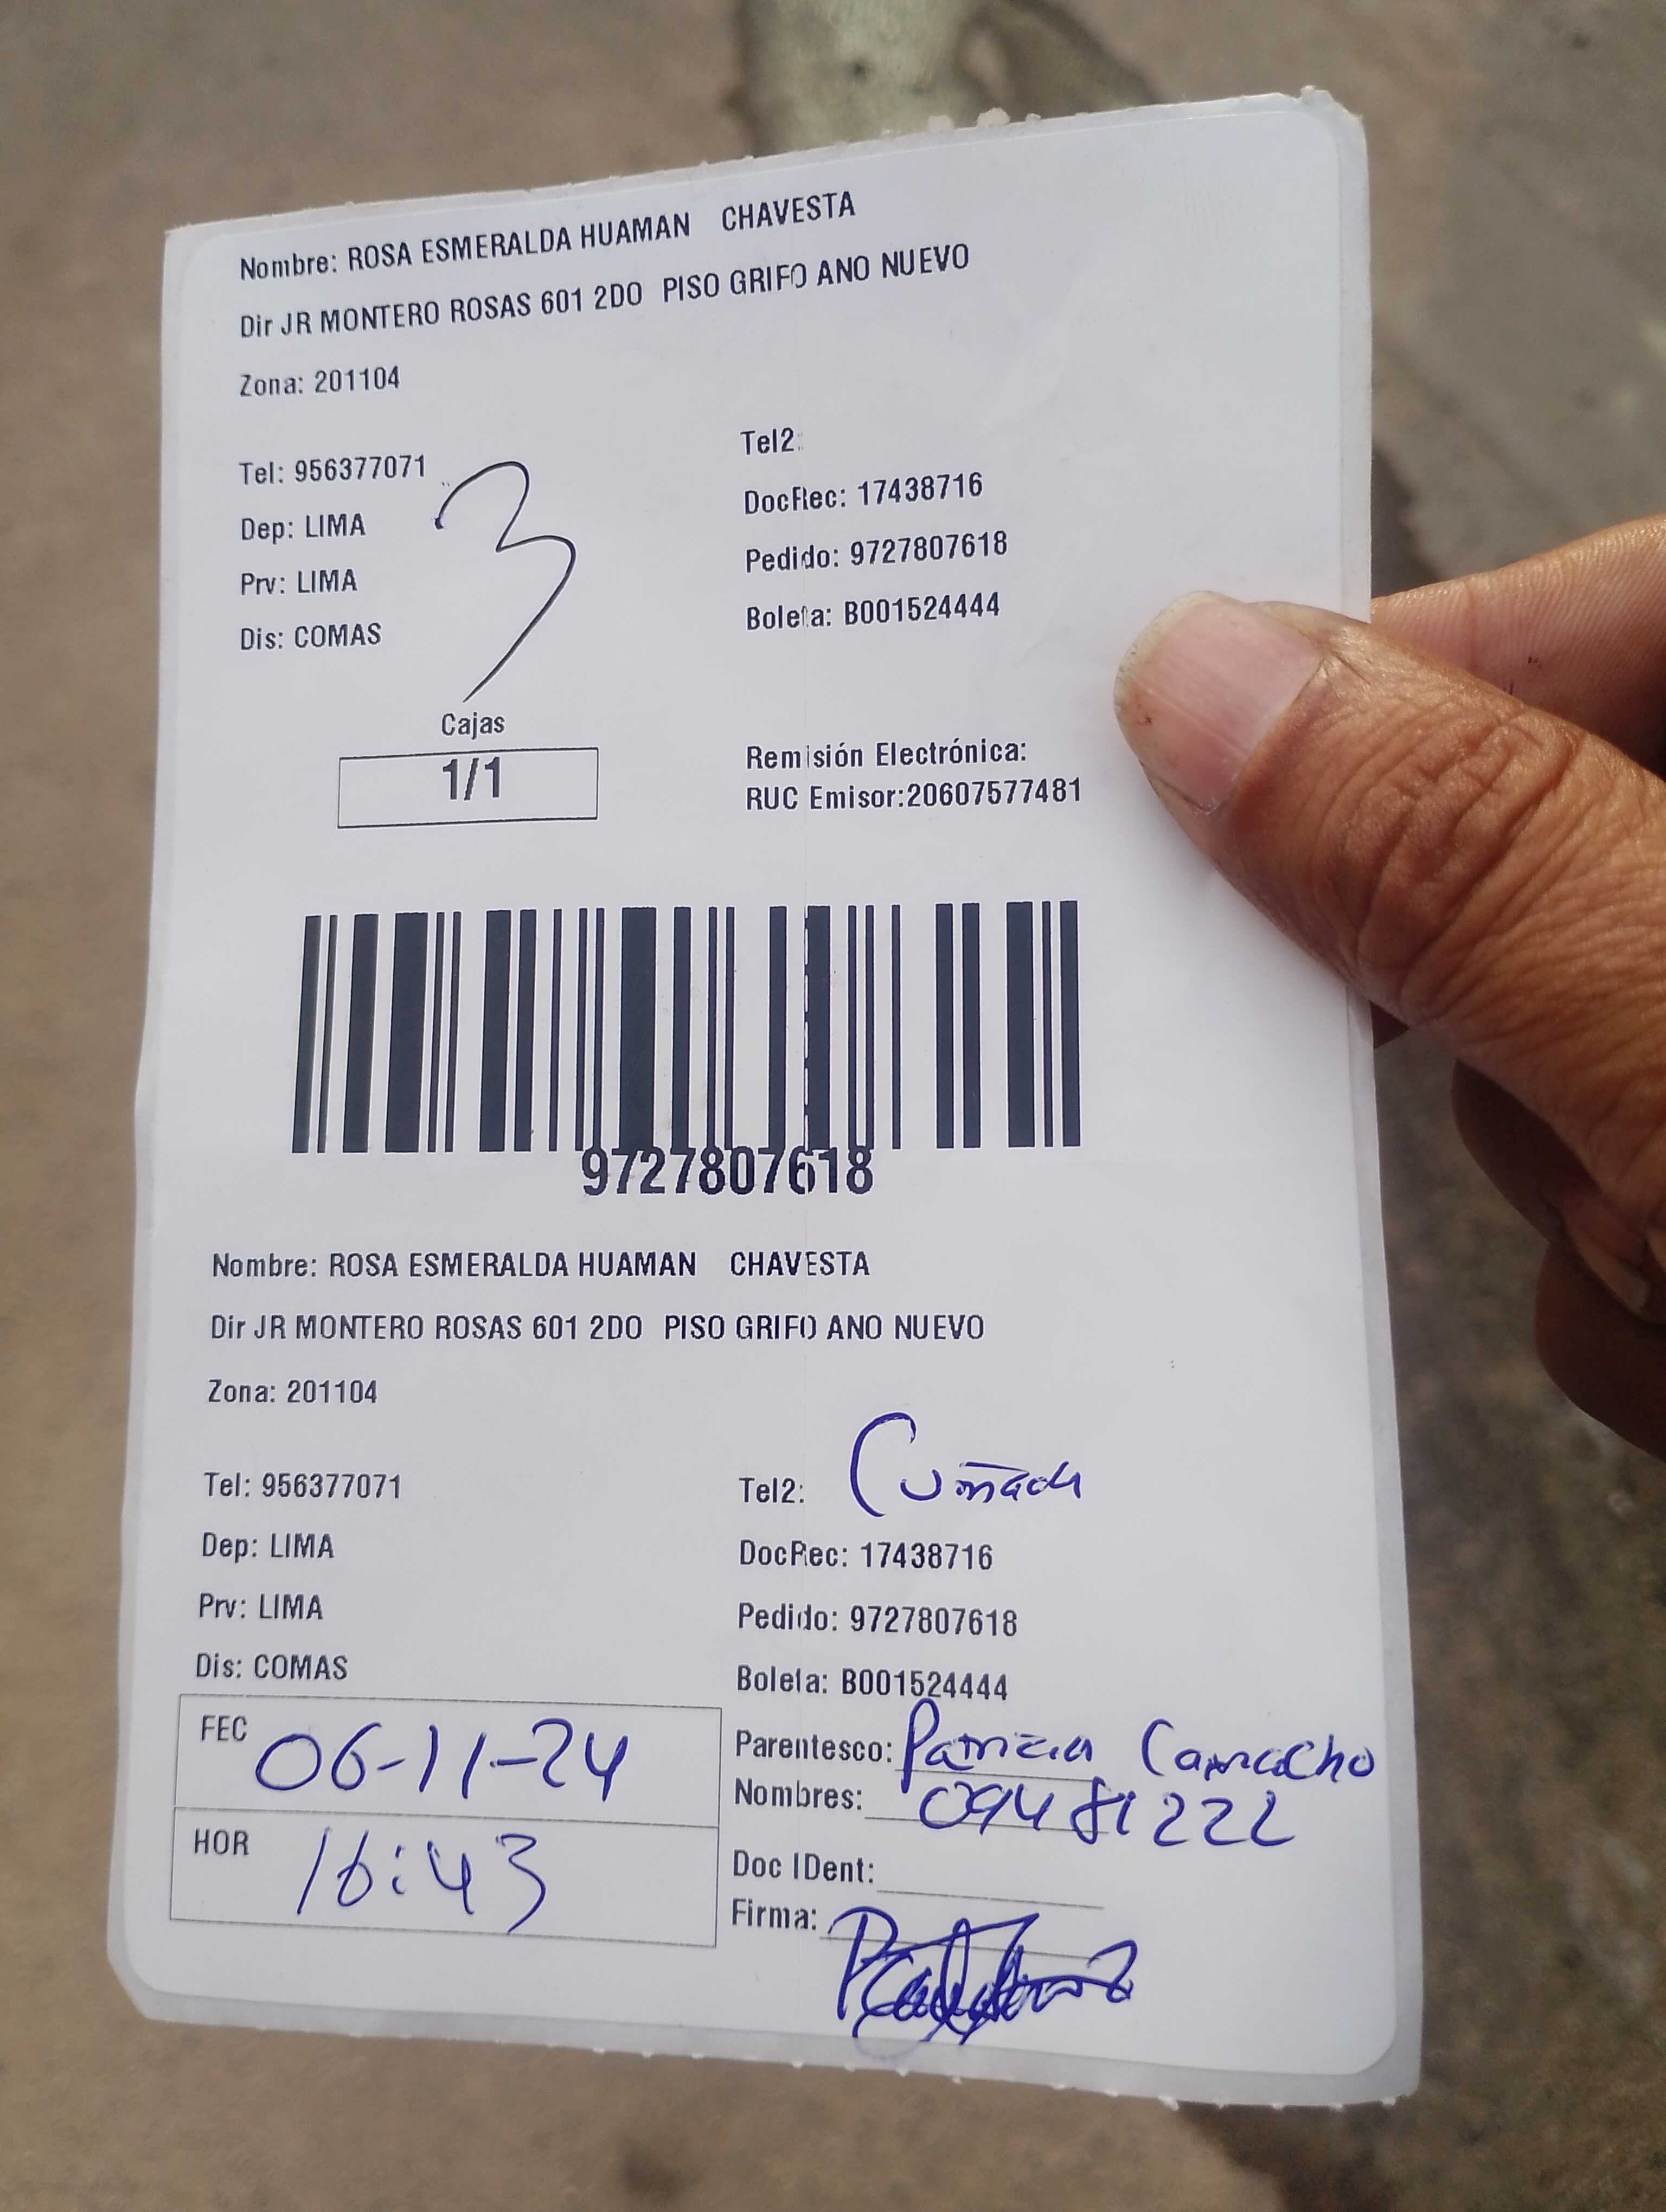 Nombre: ROSA ESMERALDA HUAMAN CHAVESTA
Dir JR MONTERO ROSAS 601 2DO PISO GRIFO ANO NUEVO
Zona: 201104
Tel: 956377071
Dep: LIMA
Prv: LIMA
Dis: COMAS
3
Tel2:
DocRec: 17438716
Pedido: 9727807618
Boleta: B001524444
Cajas
1/1
Remisión Electrónica:
RUC Emisor:20607577481
9727807618
Nombre: ROSA ESMERALDA HUAMAN CHAVESTA
Dir JR MONTERO ROSAS 601 2DO PISO GRIFO ANO NUEVO
Zona: 201104
Tel: 956377071
Dep: LIMA
Prv: LIMA
Dis: COMAS
Tel2: Cuñada
DocRec: 17438716
Pedido: 9727807618
Boleta: B001524444
FEC 06-11-24
HOR 16:43
Parentesco: Patricia Camacho
Nombres: 09481222
Doc IDent:
Firma: